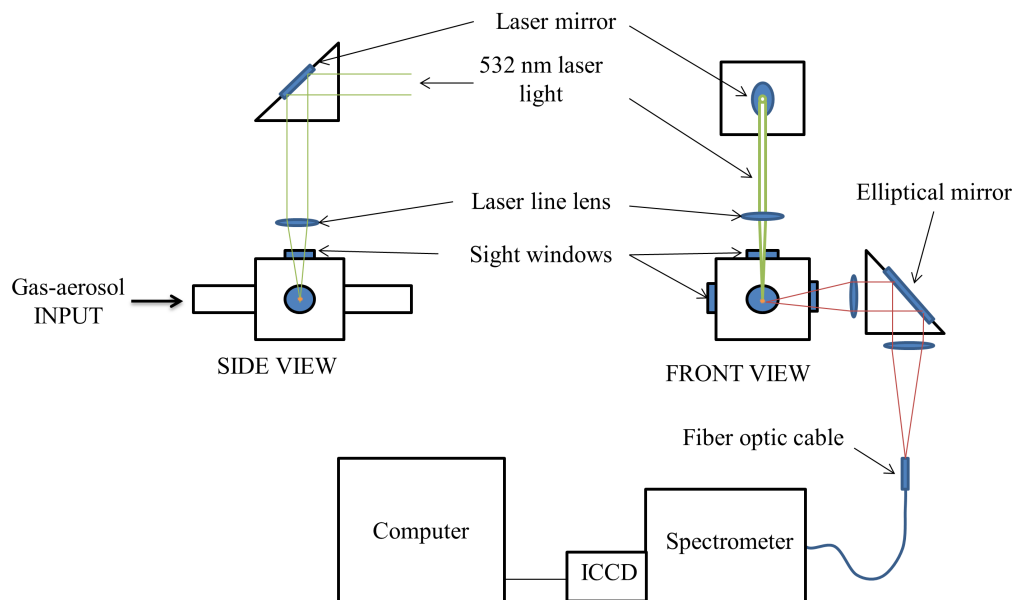 Laser mirror
532 nm laser
light
Elliptical mirror
Laser line lens
Sight windows
Gas-aerosol
INPUT
SIDE VIEW
FRONT VIEW
Fiber optic cable
Computer
ICCD
Spectrometer